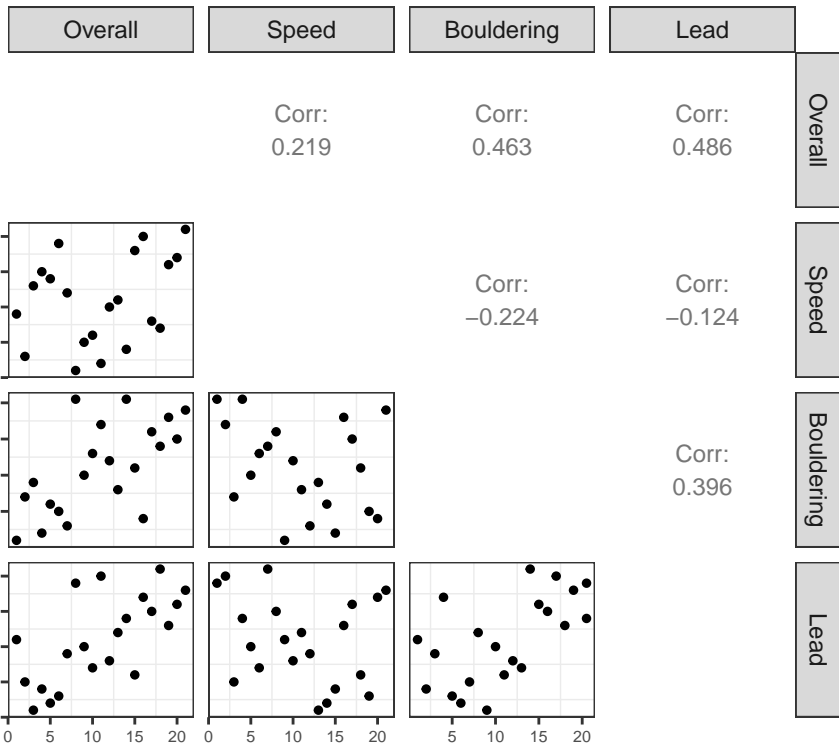 Overall Speed Bouldering Lead
Corr: Corr: Corr:
0.219 0.463 0.486
Overall
Corr: Corr:
−0.224 −0.124
Speed
Corr:
0.396
Bouldering
Lead
0 5 10 15 20 0 5 10 15 20 5 10 15 20